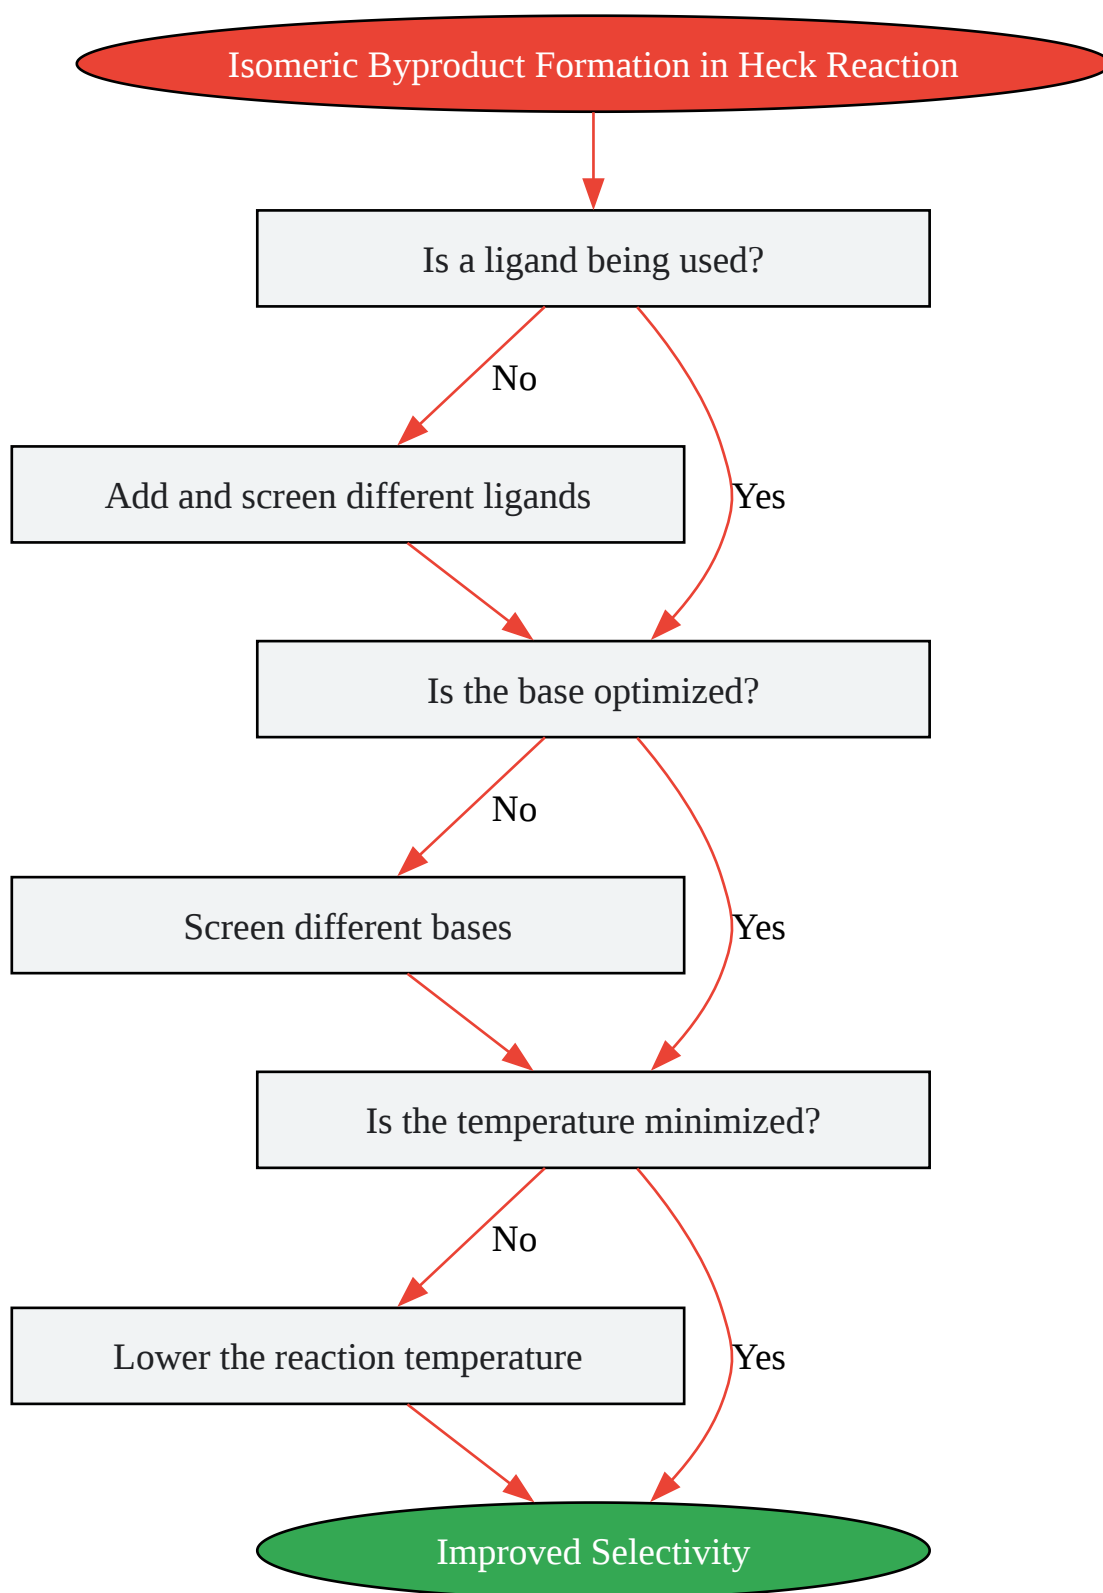 Isomeric Byproduct Formation in Heck Reaction
Is a ligand being used?
No
Add and screen different ligands
Yes
Is the base optimized?
No
Screen different bases
Yes
Is the temperature minimized?
No
Lower the reaction temperature
Yes
Improved Selectivity